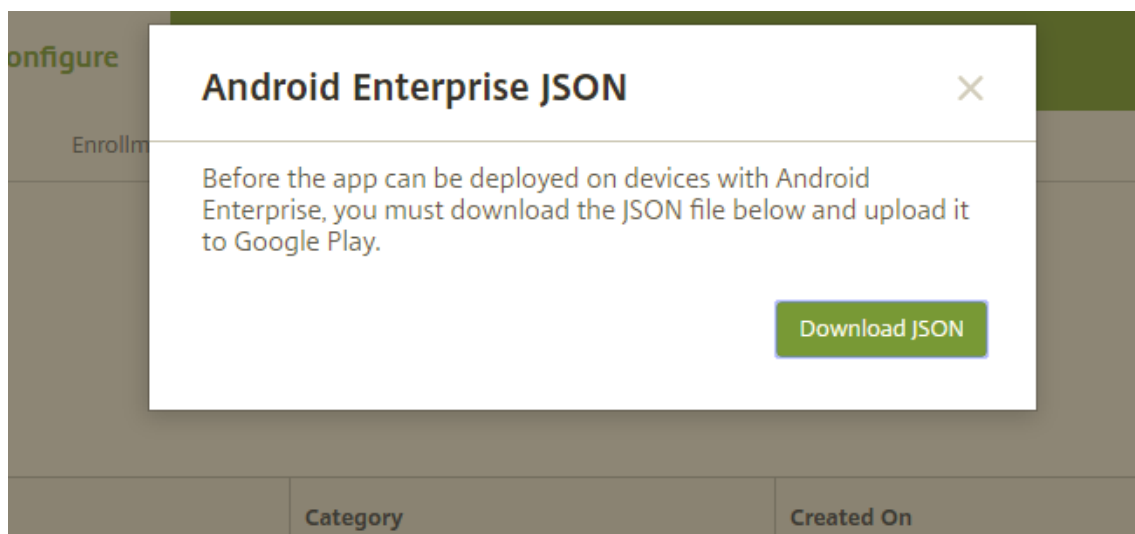 onfigure
Android Enterprise JSON
Enrollm
Before the app can be deployed on devices with Android
Enterprise, you must download the JSON file below and upload it
to Google Play.
Download JSON
Category
Created On